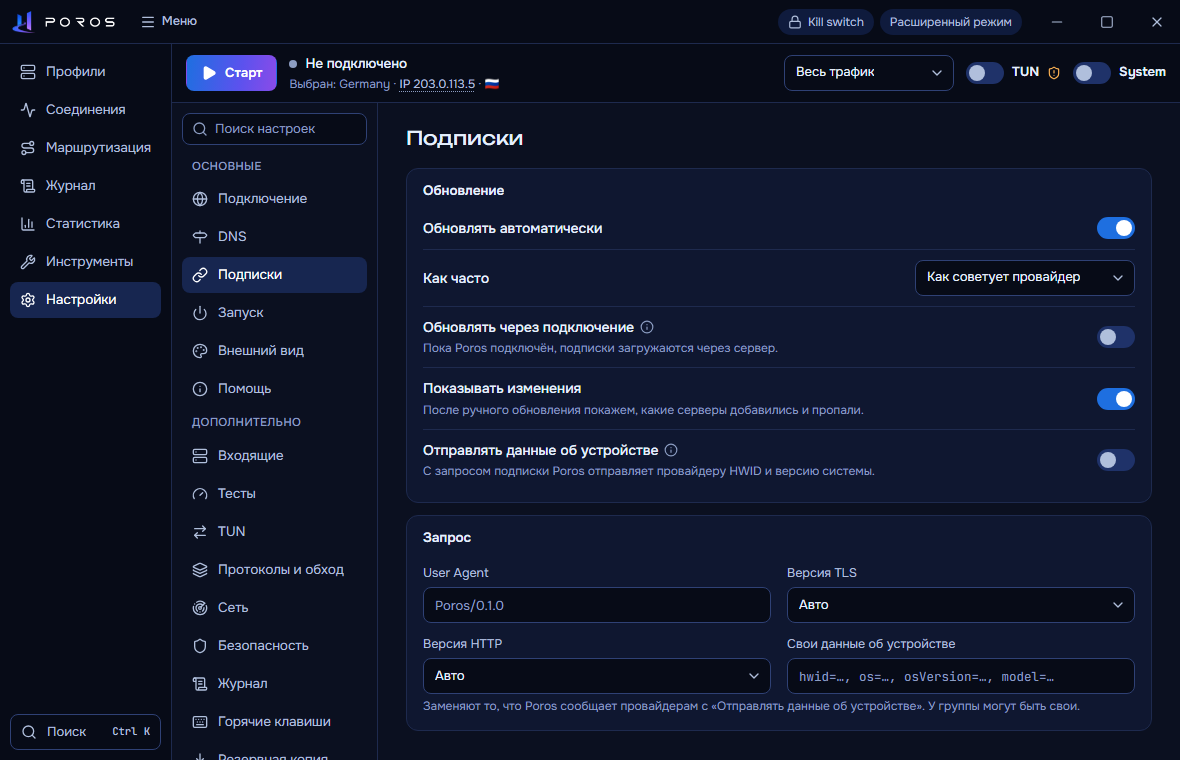 POROS
Меню
Kill switch
Расширенный режим
Профили
Соединения
Маршрутизация
Журнал
Статистика
Инструменты
Настройки
Поиск Ctrl K
Старт
Не подключено
Выбран: Germany · IP 203.0.113.5 ·
Весь трафик
TUN
System
Поиск настроек
ОСНОВНЫЕ
Подключение
DNS
Подписки
Запуск
Внешний вид
Помощь
ДОПОЛНИТЕЛЬНО
Входящие
Тесты
TUN
Протоколы и обход
Сеть
Безопасность
Журнал
Горячие клавиши
Резервная копия
Подписки
Обновление
Обновлять автоматически
Как часто
Как советует провайдер
Обновлять через подключение
Пока Poros подключён, подписки загружаются через сервер.
Показывать изменения
После ручного обновления покажем, какие серверы добавились и пропали.
Отправлять данные об устройстве
С запросом подписки Poros отправляет провайдеру HWID и версию системы.
Запрос
User Agent
Poros/0.1.0
Версия TLS
Авто
Версия HTTP
Авто
Свои данные об устройстве
hwid=…, os=…, osVersion=…, model=…
Заменяют то, что Poros сообщает провайдерам с «Отправлять данные об устройстве». У группы могут быть свои.